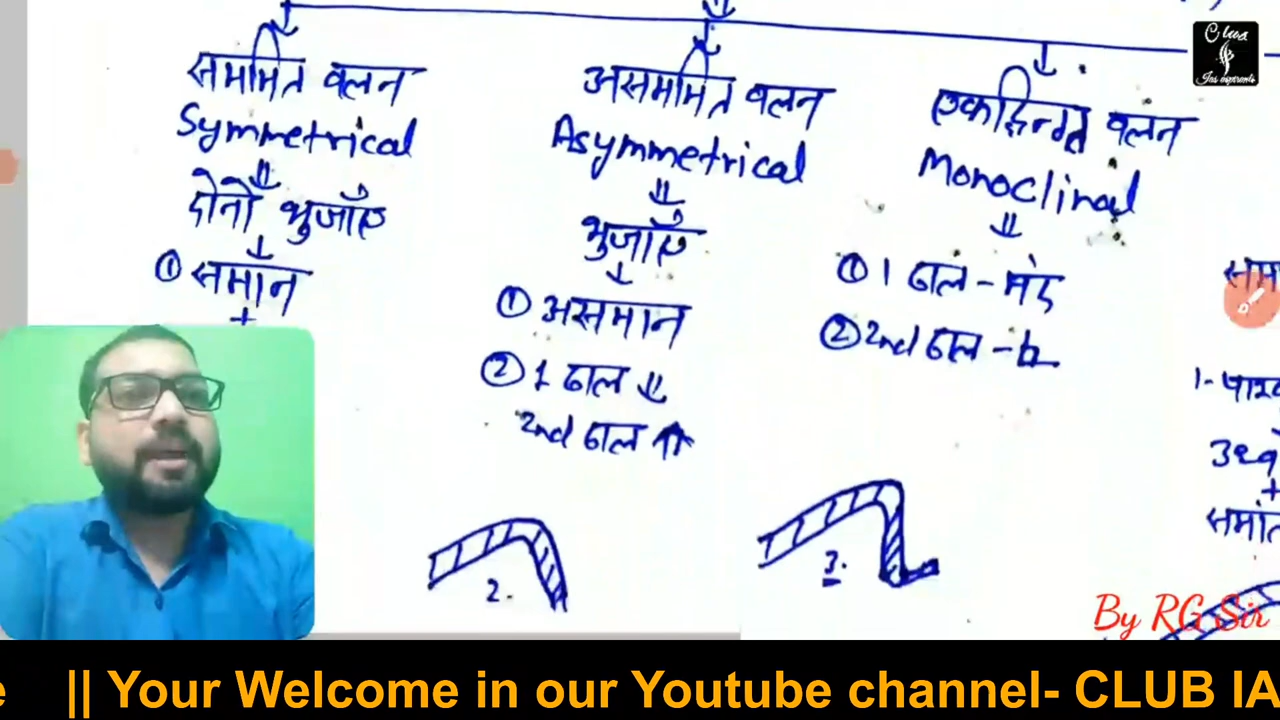 सममित वलन
Symmetrical
दोनों भुजाएँ
① समान
+
असममित वलन
Asymmetrical
भुजाएँ
① असमान
② 1 ढाल
2nd ढाल
एकदिग्नत वलन
Monoclinal
① 1 ढाल - मंद
② 2nd ढाल - b
2.
3.
+
By RG Sir
|| Your Welcome in our Youtube channel- CLUB IA